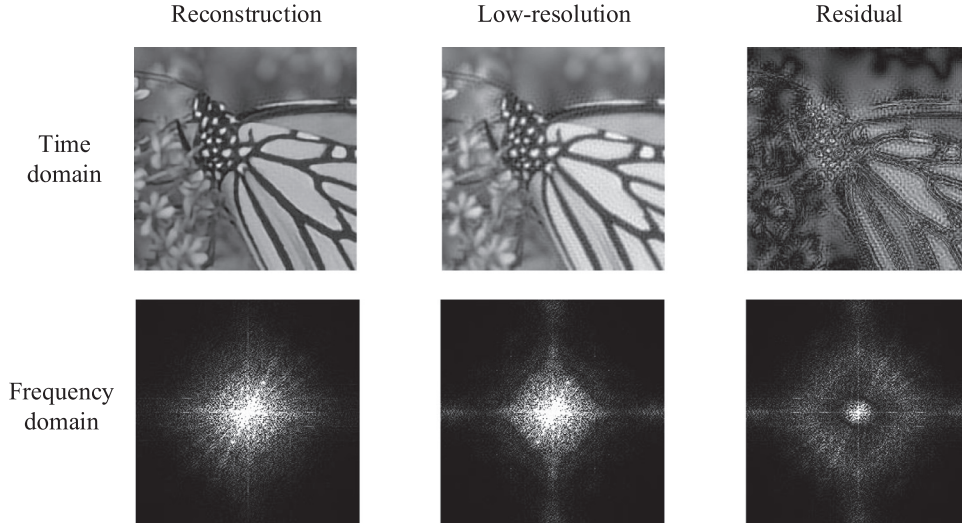 Reconstruction
Low-resolution
Residual
Time
domain
Frequency
domain